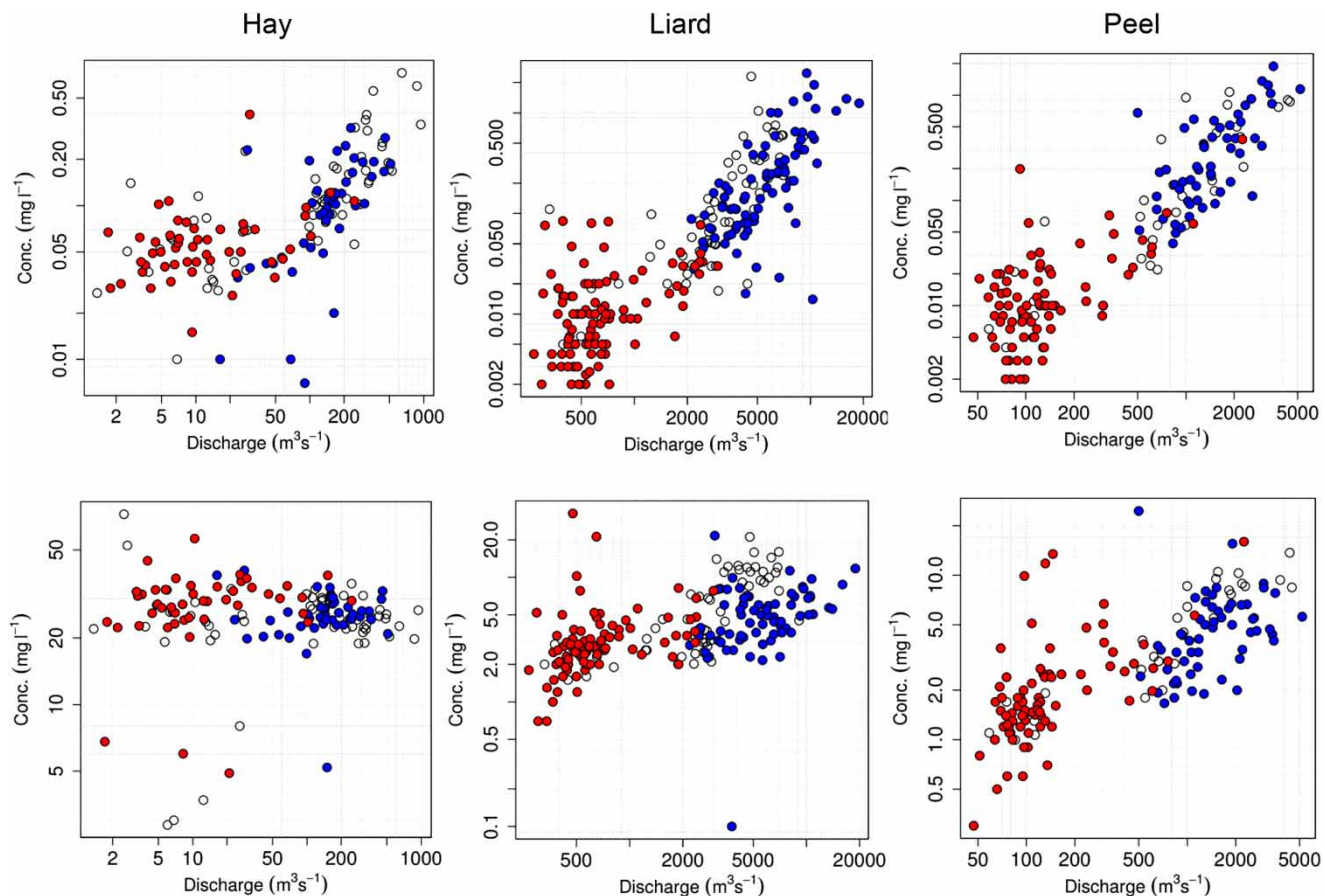 Hay Liard Peel
Conc. (mg l⁻¹)
0.50
0.20
0.05
0.01
2 5 10 50 200 1000
Discharge (m³s⁻¹)
Conc. (mg l⁻¹)
0.500
0.050
0.010
0.002
500 2000 5000 20000
Discharge (m³s⁻¹)
Conc. (mg l⁻¹)
0.500
0.050
0.010
0.002
50 100 200 500 2000 5000
Discharge (m³s⁻¹)
Conc. (mg l⁻¹)
50
20
10
5
2 5 10 50 200 1000
Discharge (m³s⁻¹)
Conc. (mg l⁻¹)
20.0
5.0
2.0
0.5
0.1
500 2000 5000 20000
Discharge (m³s⁻¹)
Conc. (mg l⁻¹)
10.0
5.0
2.0
1.0
0.5
50 100 200 500 2000 5000
Discharge (m³s⁻¹)